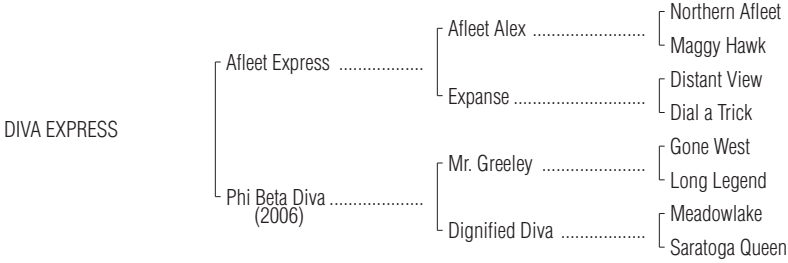 Northern Afleet
Afleet Alex ........................
Maggy Hawk
Afleet Express ..................
Distant View
Expanse ............................
Dial a Trick
DIVA EXPRESS
Gone West
Mr. Greeley ......................
Long Legend
Phi Beta Diva ....................
(2006)
Meadowlake
Dignified Diva ..................
Saratoga Queen